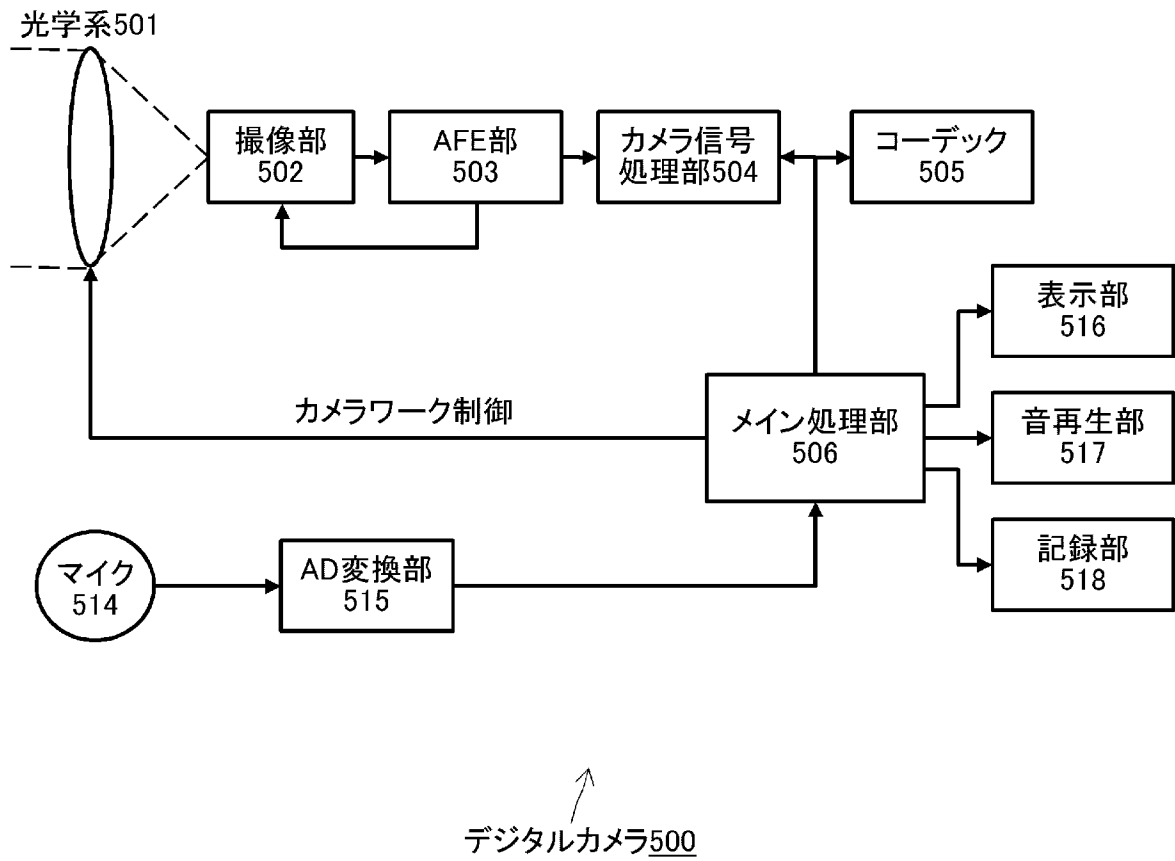 光学系501
撮像部
502
AFE部
503
カメラ信号
処理部504
コーデック
505
表示部
516
カメラワーク制御
メイン処理部
506
音再生部
517
マイク
514
AD変換部
515
記録部
518
デジタルカメラ500